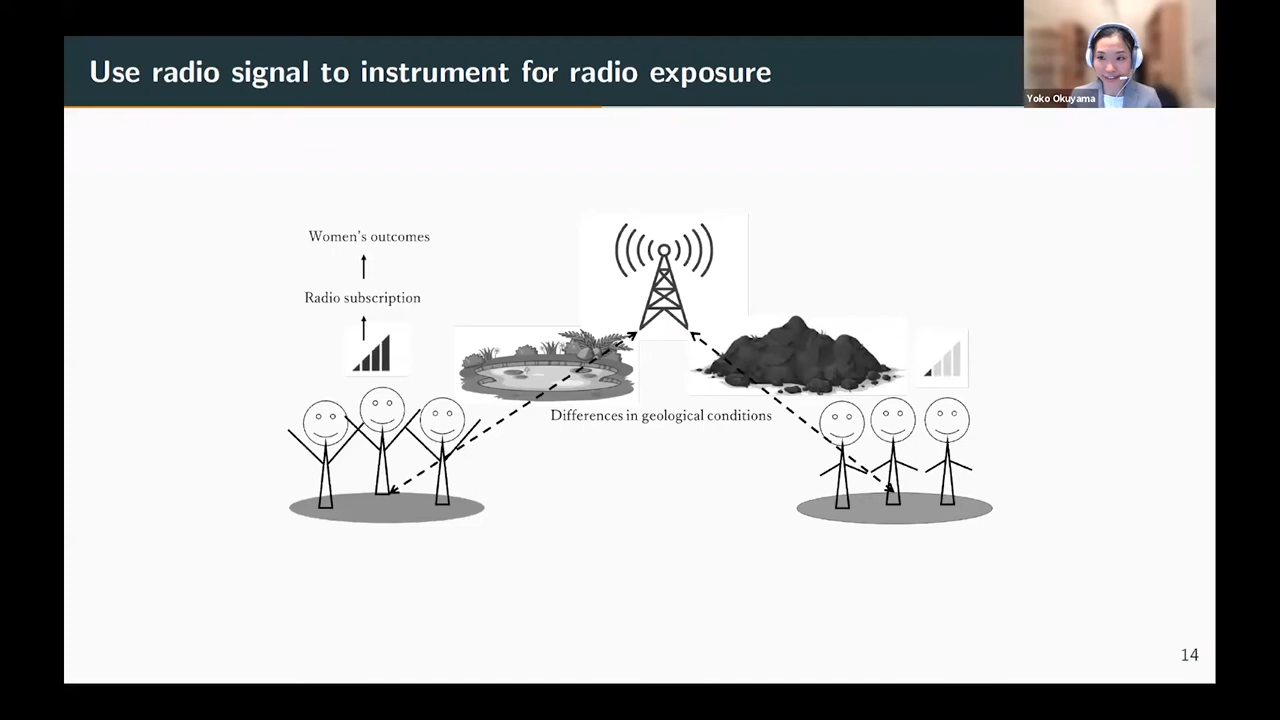 Use radio signal to instrument for radio exposure
Yoko Okuyama
Women's outcomes
Radio subscription
Differences in geological conditions
14